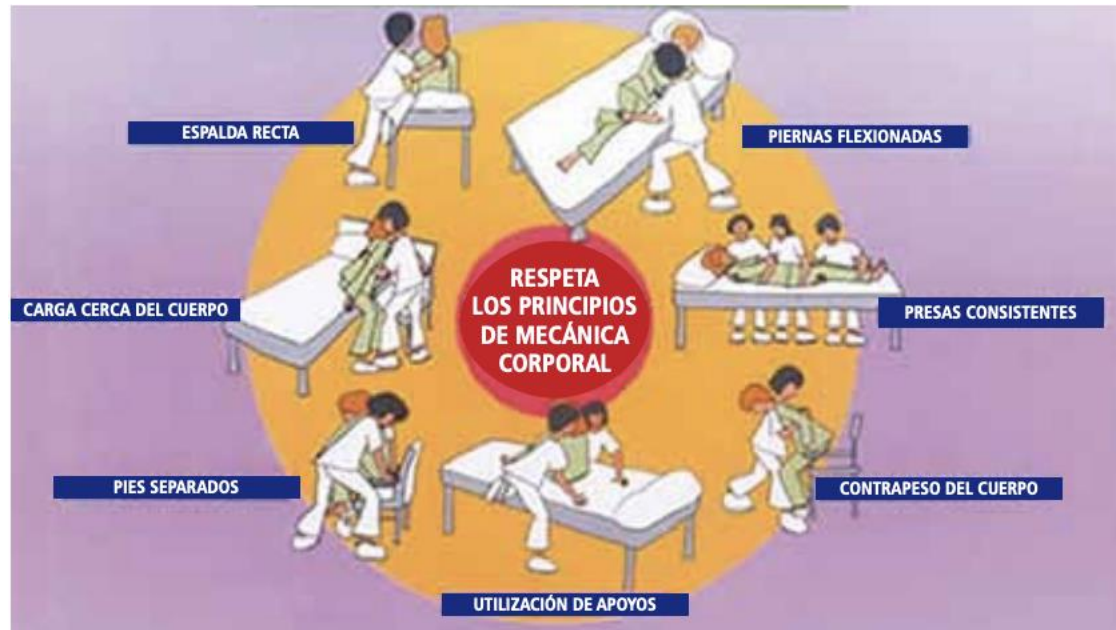 ESPALDA RECTA
PIERNAS FLEXIONADAS
RESPETA
LOS PRINCIPIOS
DE MECÁNICA
CORPORAL
CARGA CERCA DEL CUERPO
PRESAS CONSISTENTES
PIES SEPARADOS
CONTRAPESO DEL CUERPO
UTILIZACIÓN DE APOYOS